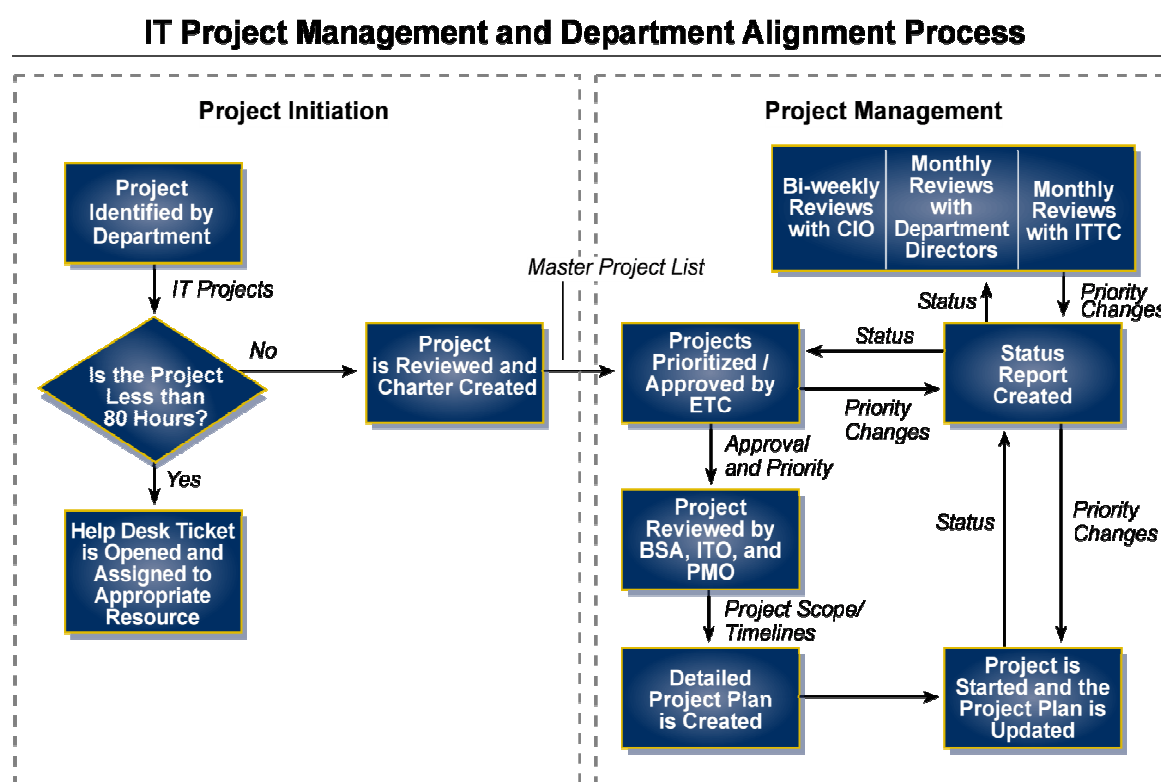 IT Project Management and Department Alignment Process
Project Initiation
Project
Identified by
Department
IT Projects
Is the Project
Less than
80 Hours?
No
Yes
Help Desk Ticket
is Opened and
Assigned to
Appropriate
Resource
Project
is Reviewed and
Charter Created
Master Project List
Project Management
Bi-weekly
Reviews
with CIO
Monthly
Reviews
with
Department
Directors
Monthly
Reviews
with ITTC
Status
Priority
Changes
Projects
Prioritized /
Approved by
ETC
Status
Priority
Changes
Status
Report
Created
Approval
and Priority
Project
Reviewed by
BSA, ITO, and
PMO
Status
Priority
Changes
Project Scope/
Timelines
Detailed
Project Plan
is Created
Project is
Started and the
Project Plan is
Updated